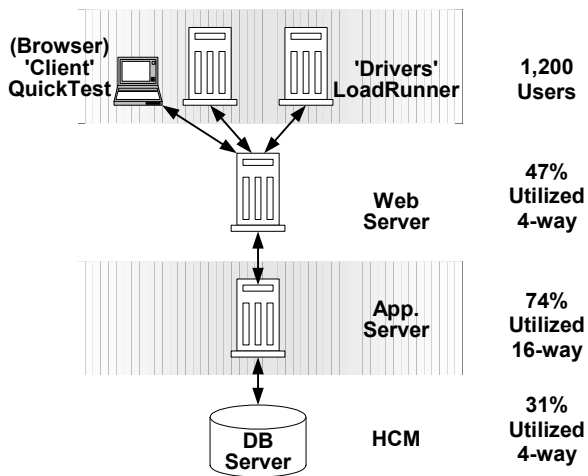 (Browser)
'Client'
QuickTest
'Drivers'
LoadRunner
1,200
Users
Web
Server
47%
Utilized
4-way
App.
Server
74%
Utilized
16-way
DB
Server
HCM
31%
Utilized
4-way